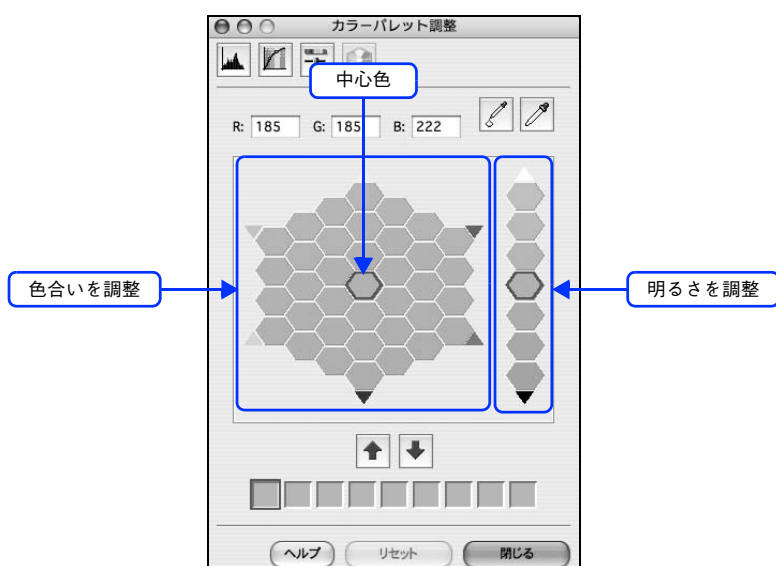 カラーパレット調整
中心色
R: 185 G: 185 B: 222
色合いを調整
明るさを調整
ヘルプ リセット 閉じる